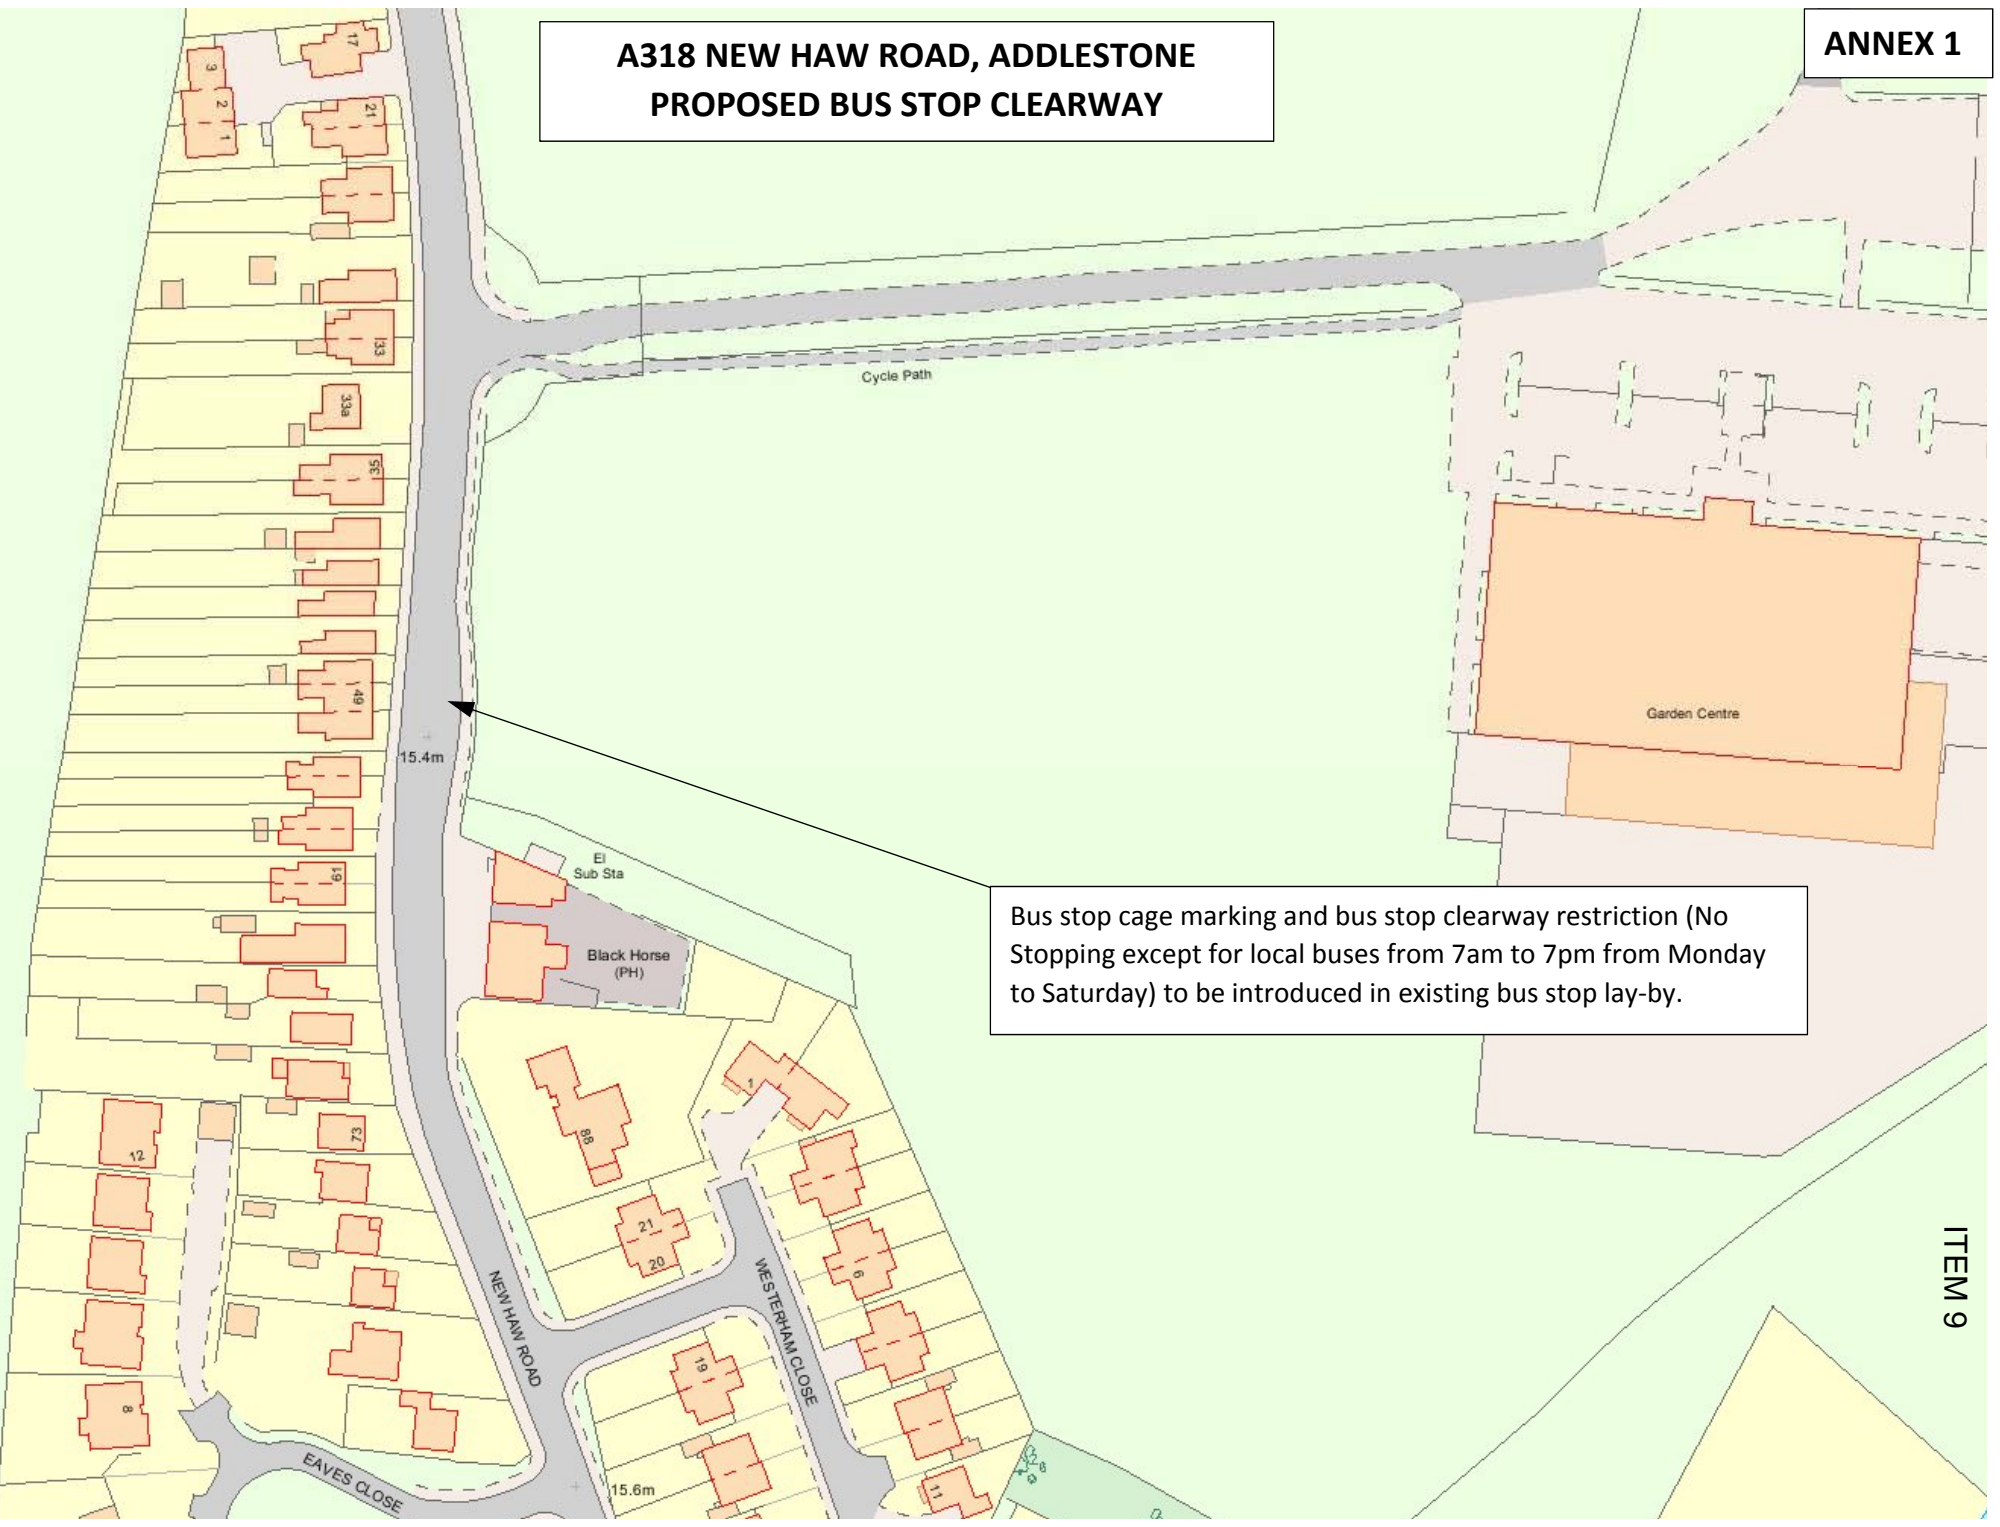 A318 NEW HAW ROAD, ADDLESTONE
PROPOSED BUS STOP CLEARWAY
ANNEX 1
17
3
2
1
21
33
33a
Cycle Path
35
49
Garden Centre
15.4m
61
El
Sub Sta
Black Horse
(PH)
Bus stop cage marking and bus stop clearway restriction (No
Stopping except for local buses from 7am to 7pm from Monday
to Saturday) to be introduced in existing bus stop lay-by.
1
88
73
12
21
20
6
ITEM 9
NEW HAW ROAD
WESTERHAM CLOSE
19
8
11
EAVES CLOSE
15.6m